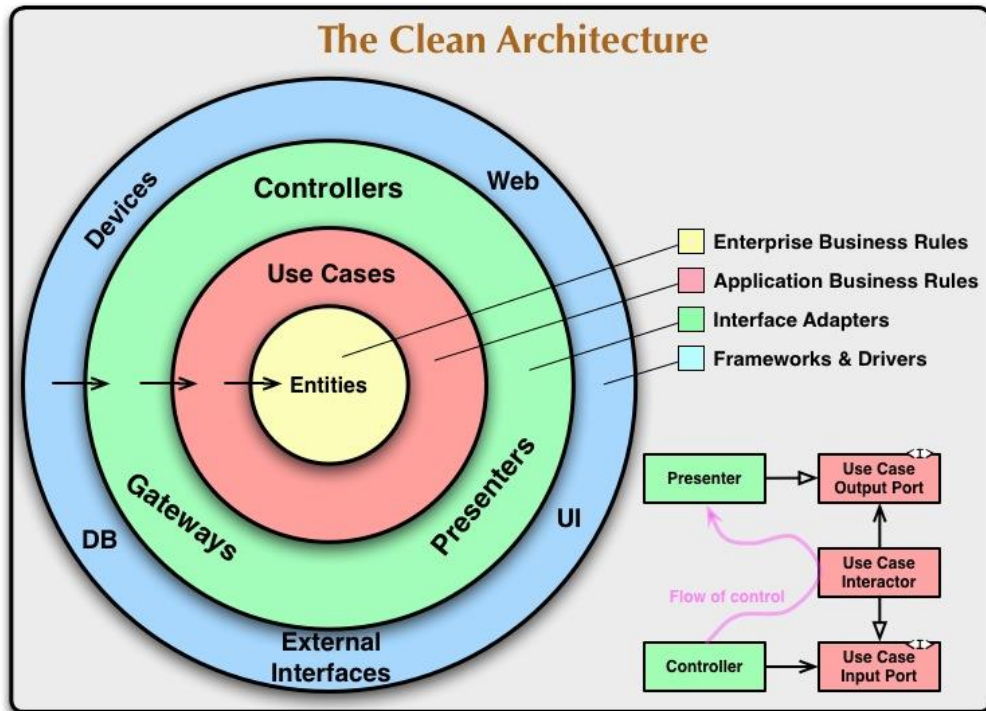 The Clean Architecture
Devices
Web
Controllers
Use Cases
Entities
Gateways
Presenters
DB
UI
External
Interfaces
Enterprise Business Rules
Application Business Rules
Interface Adapters
Frameworks & Drivers
Presenter
<I>
Use Case
Output Port
Use Case
Interactor
Flow of control
Controller
<I>
Use Case
Input Port